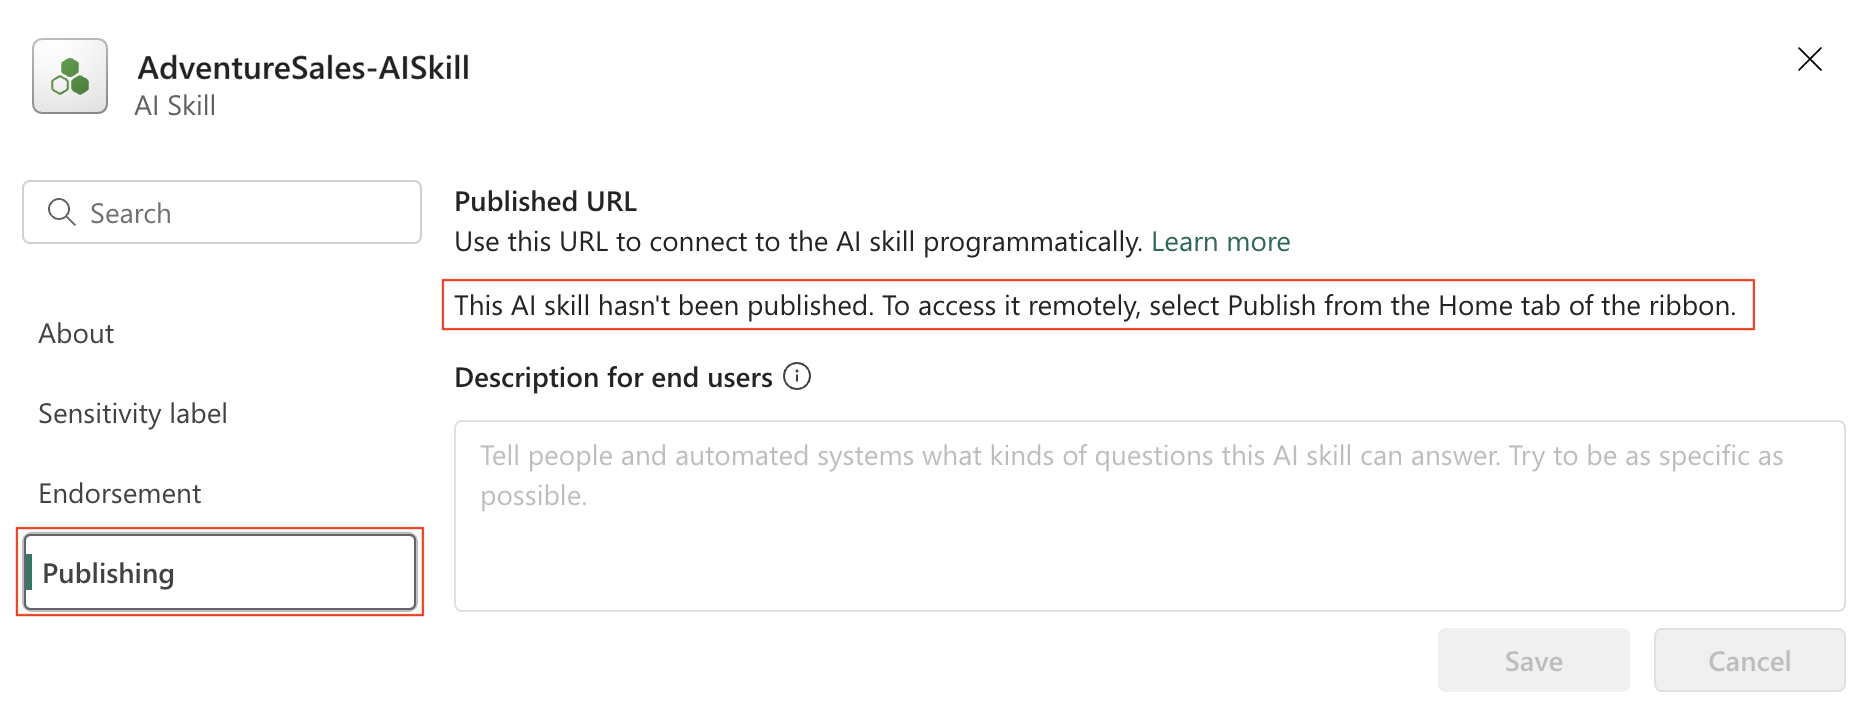 AdventureSales-AISkill
AI Skill
Search
About
Sensitivity label
Endorsement
Publishing
Published URL
Use this URL to connect to the AI skill programmatically. Learn more
This AI skill hasn't been published. To access it remotely, select Publish from the Home tab of the ribbon.
Description for end users
Tell people and automated systems what kinds of questions this AI skill can answer. Try to be as specific as
possible.
Save
Cancel